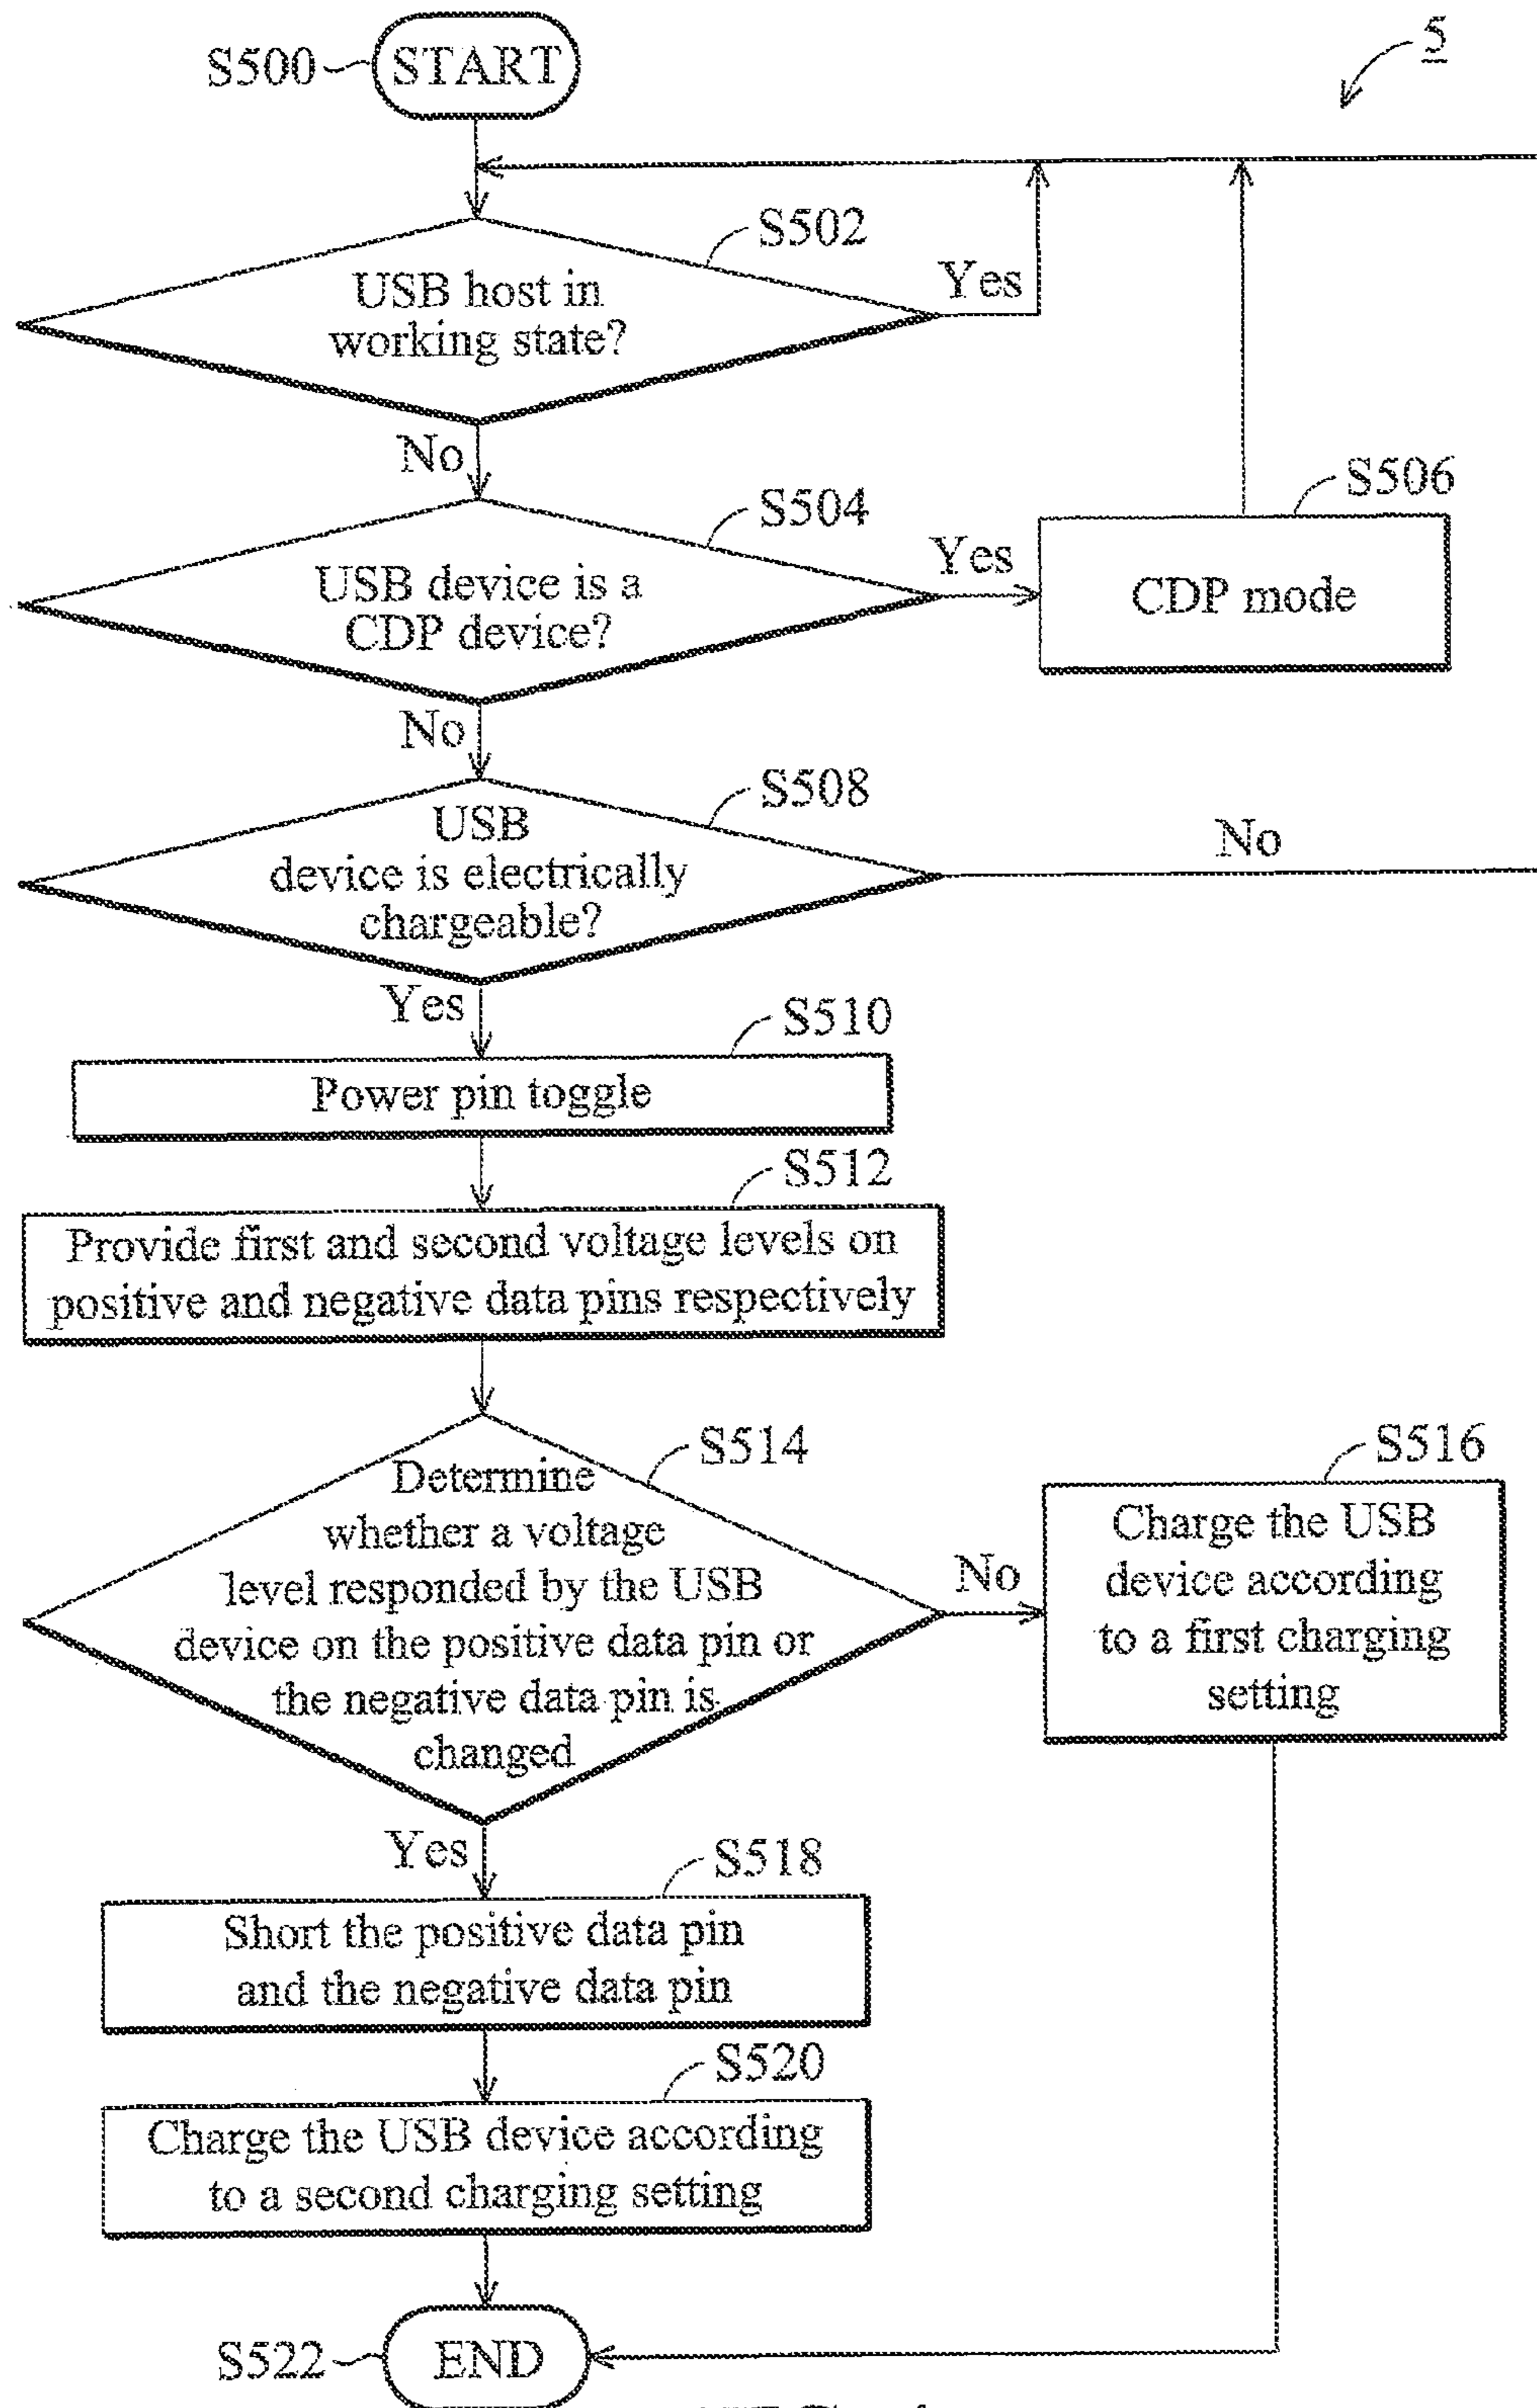 S500
START
5
S502
USB host in
working state?
Yes
No
S504
USB device is a
CDP device?
Yes
S506
CDP mode
No
S508
USB
device is electrically
chargeable?
No
Yes
S510
Power pin toggle
S512
Provide first and second voltage levels on
positive and negative data pins respectively
S514
Determine
whether a voltage
level responded by the USB
device on the positive data pin or
the negative data pin is
changed
No
S516
Charge the USB
device according
to a first charging
setting
Yes
S518
Short the positive data pin
and the negative data pin
S520
Charge the USB device according
to a second charging setting
S522
END